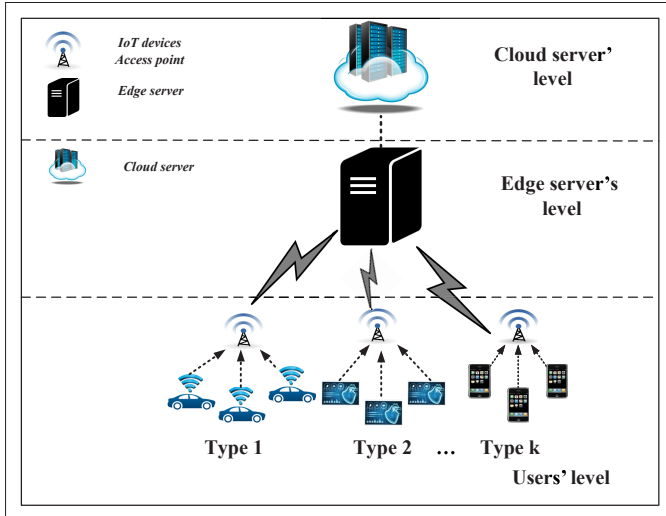 IoT devices
Access point
Edge server
Cloud server
Cloud server'
level
Edge server's
level
Type 1
Type 2
...
Type k
Users' level